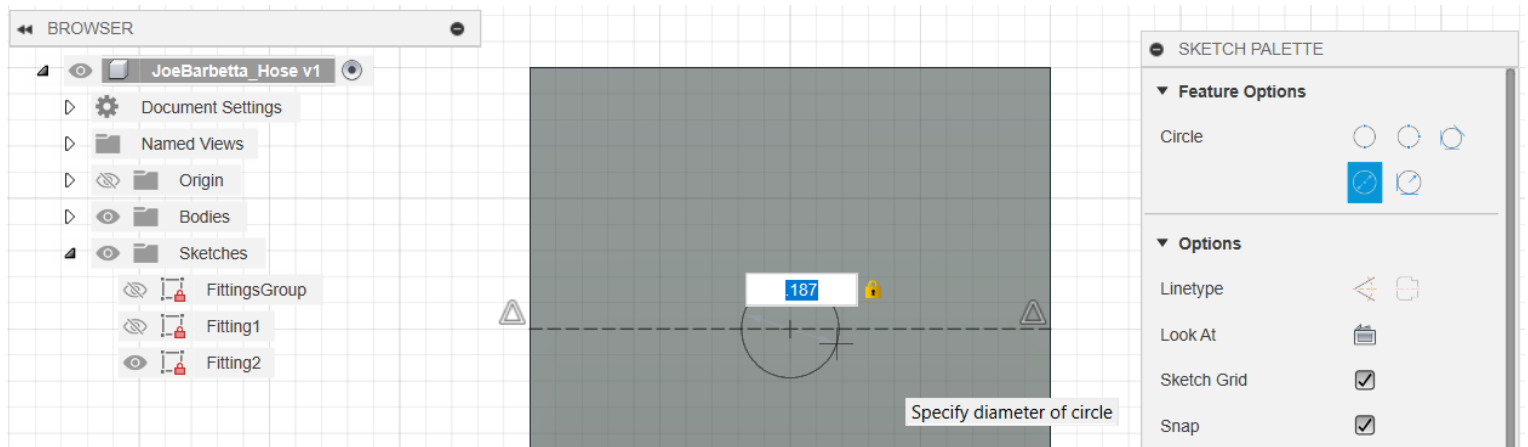 BROWSER
JoeBarbetta_Hose v1
Document Settings
Named Views
Origin
Bodies
Sketches
FittingsGroup
Fitting1
Fitting2
.187
Specify diameter of circle
SKETCH PALETTE
Feature Options
Circle
Options
Linetype
Look At
Sketch Grid
Snap